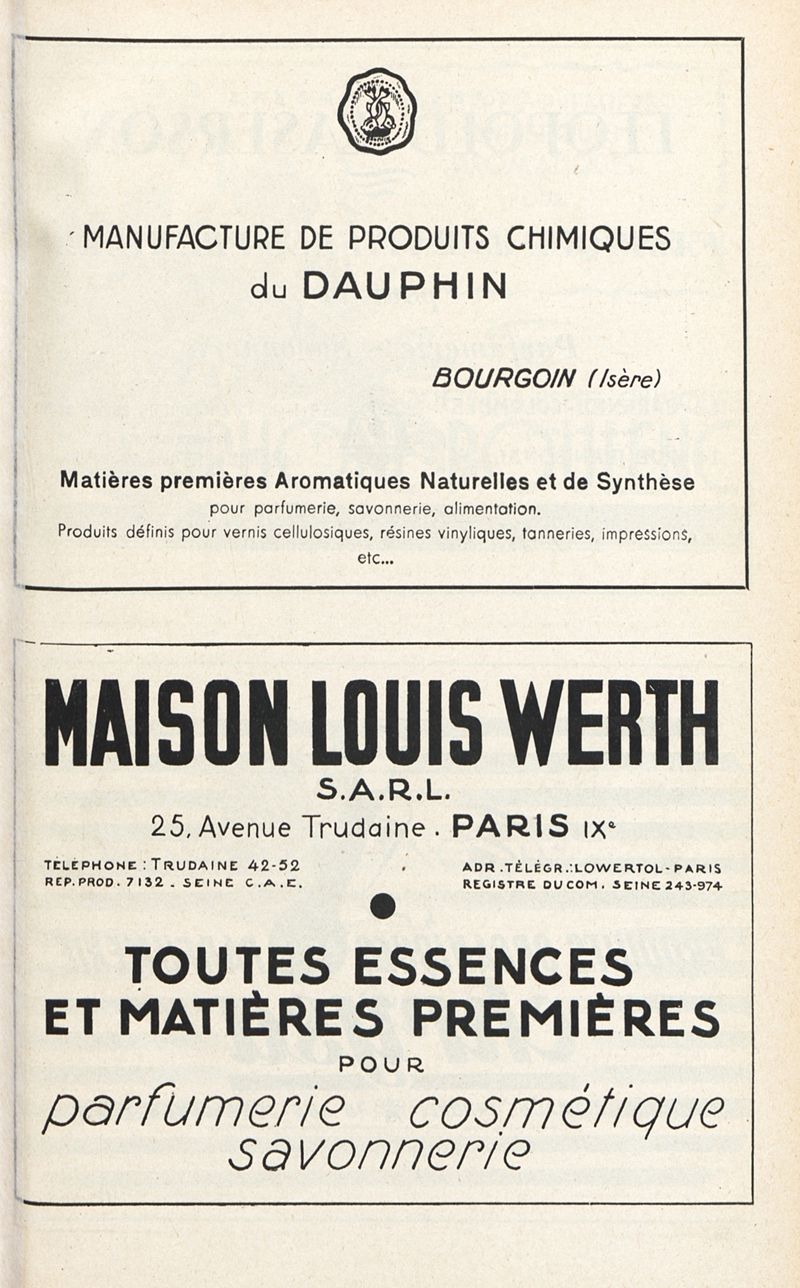 MANUFACTURE DE PRODUITS CHIMIQUES
du DAUPHIN
BOURGOIN (Isère)
Matières premières Aromatiques Naturelles et de Synthèse
pour parfumerie, savonnerie, alimentation.
Produits définis pour vernis cellulosiques, résines vinyliques, tanneries, impressions,
etc...
MAISON LOUIS WERTH
S.A.R.L.
25, Avenue Trudaine . PARIS IXe
TÉLÉPHONE : TRUDAINE 42-52
REP. PROD. 7132 . SEINE C.A.E.
ADR. TÉLÉGR.: LOWERTOL - PARIS
REGISTRE DU COM. SEINE 243-974
TOUTES ESSENCES
ET MATIÈRES PREMIÈRES
POUR
parfumerie cosmétique
savonnerie